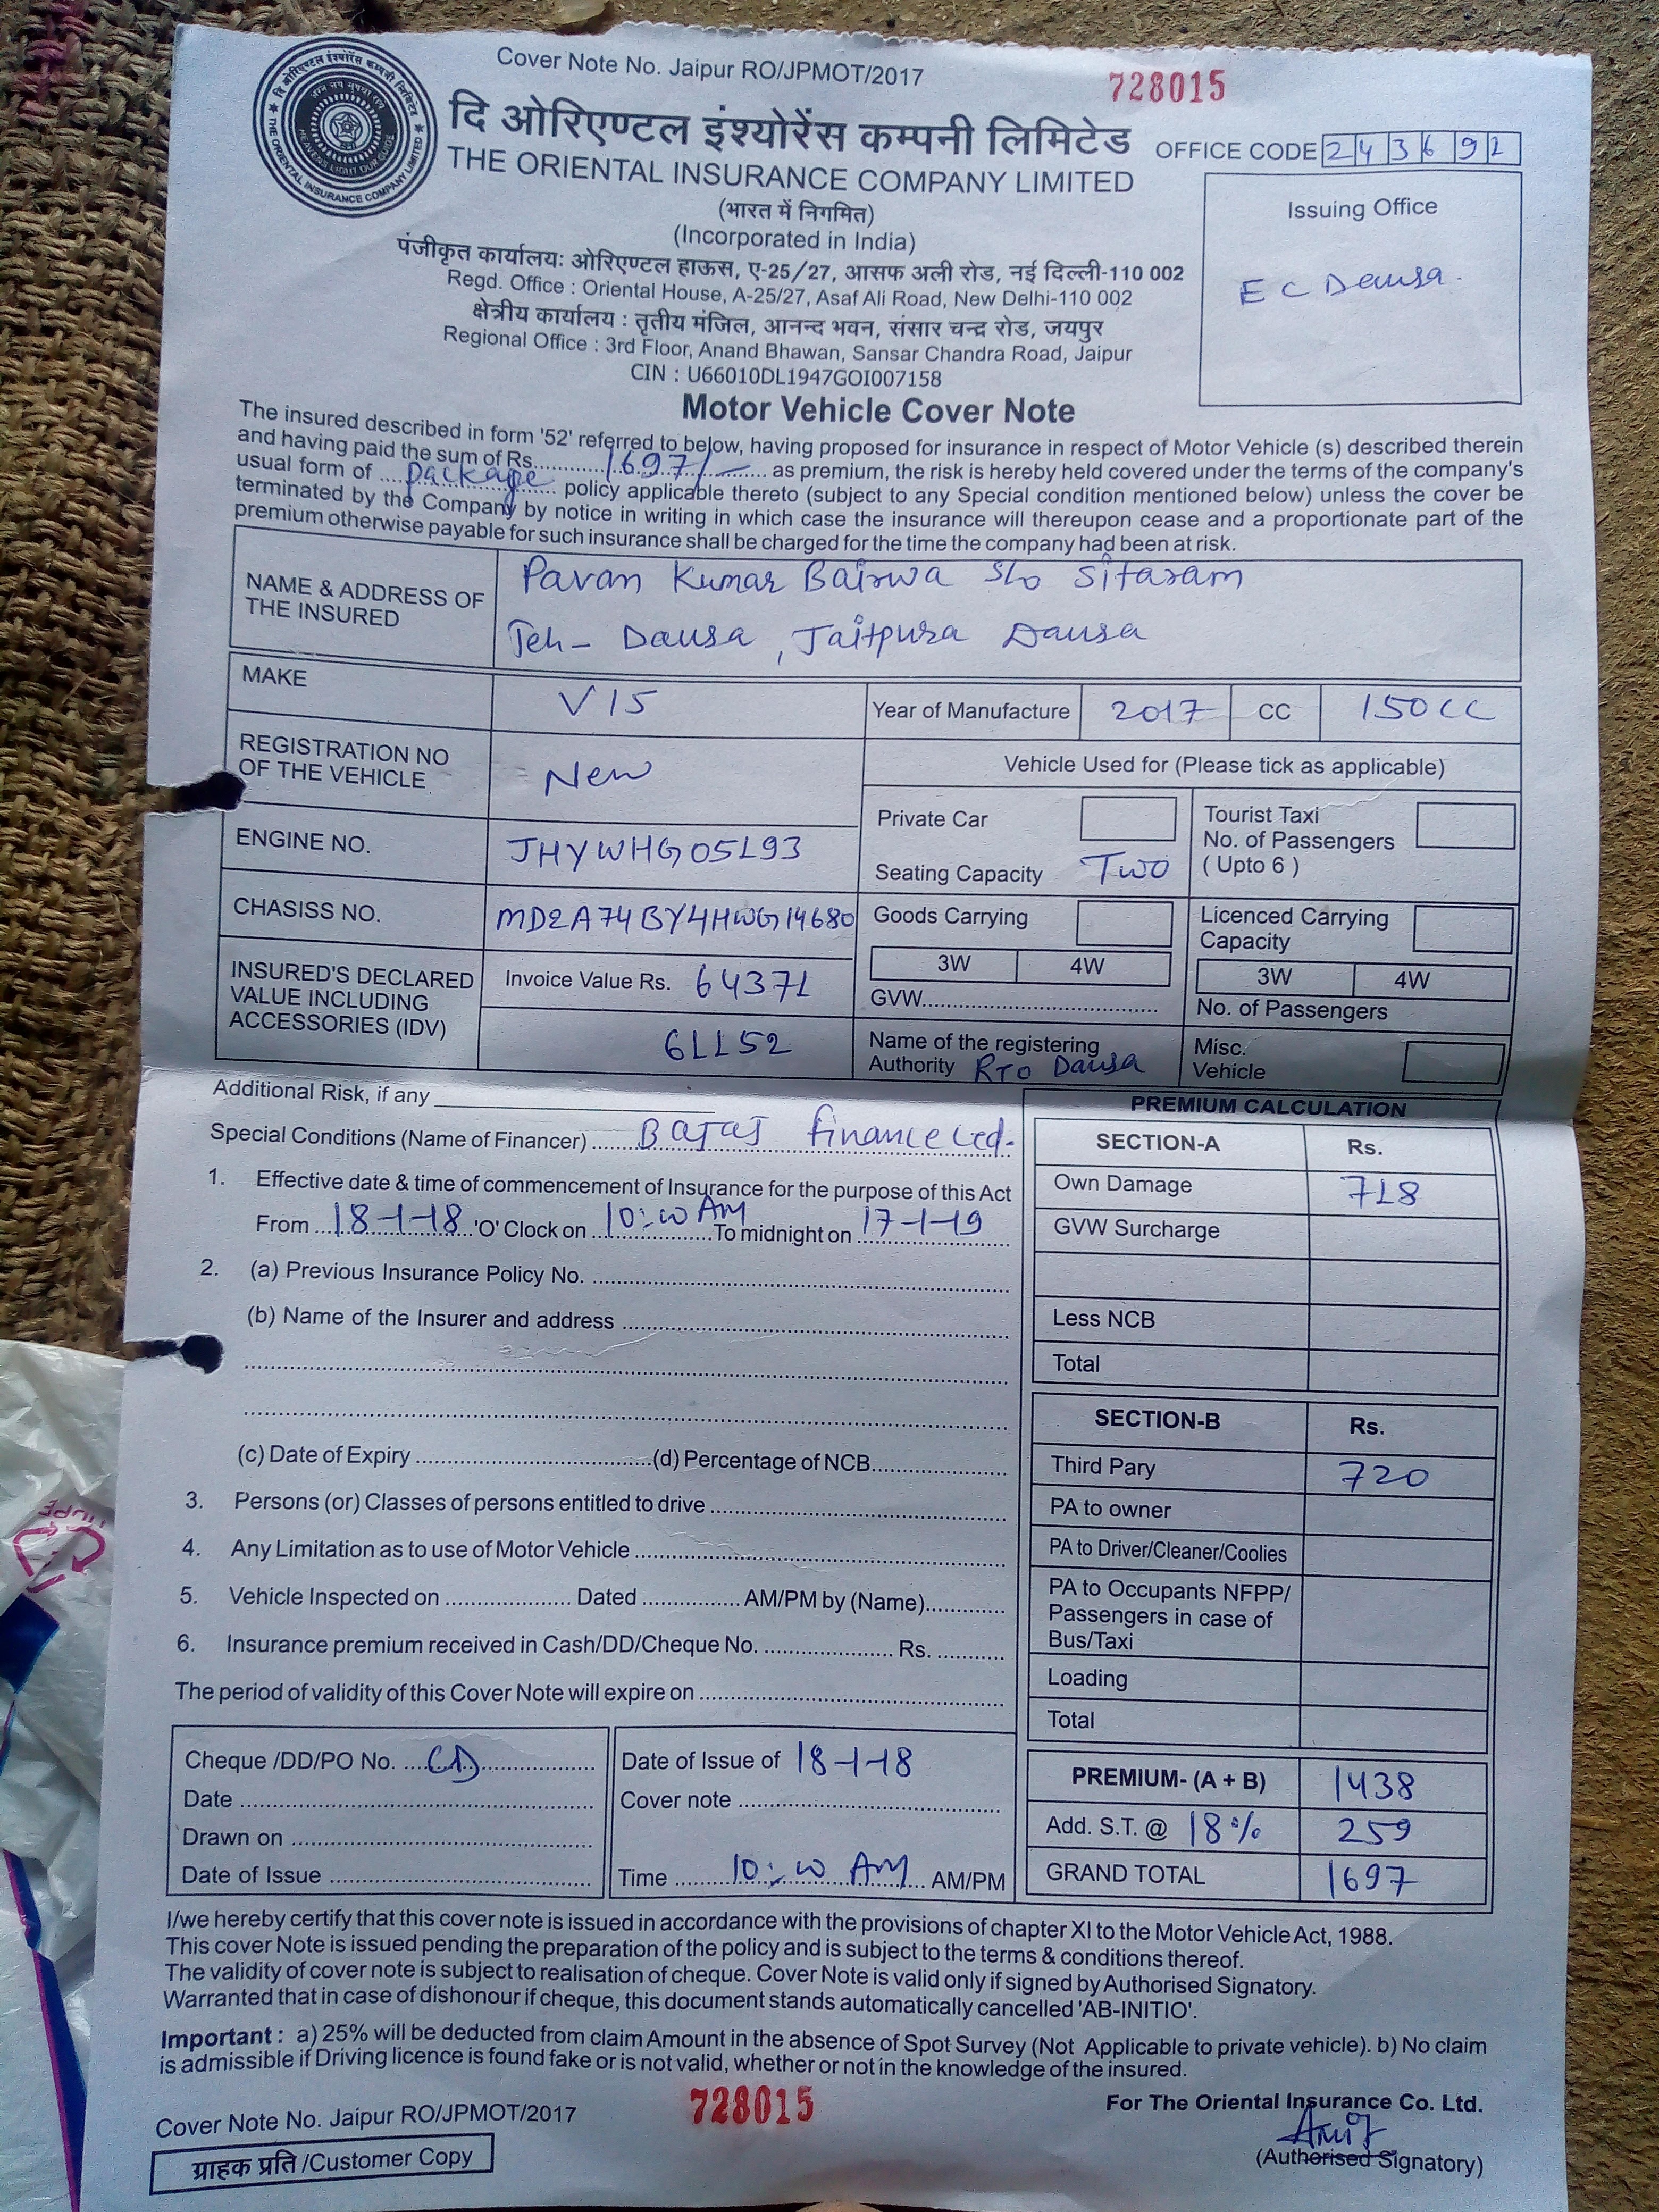 Cover Note No. Jaipur RO/JPMOT/2017
728015
दि ओरिएण्टल इंश्योरेंस कम्पनी लिमिटेड
THE ORIENTAL INSURANCE COMPANY LIMITED
OFFICE CODE 243692
(भारत में निगमित)
(Incorporated in India)
पंजीकृत कार्यालयः ओरिएण्टल हाऊस, ए-25/27, आसफ अली रोड, नई दिल्ली-110 002
Regd. Office : Oriental House, A-25/27, Asaf Ali Road, New Delhi-110 002
क्षेत्रीय कार्यालय : तृतीय मंजिल, आनन्द भवन, संसार चन्द्र रोड, जयपुर
Regional Office : 3rd Floor, Anand Bhawan, Sansar Chandra Road, Jaipur
CIN : U66010DL1947GOI007158
Issuing Office
E C Dausa.
Motor Vehicle Cover Note
The insured described in form '52' referred to below, having proposed for insurance in respect of Motor Vehicle (s) described therein
and having paid the sum of Rs. 1697/- as premium, the risk is hereby held covered under the terms of the company's
usual form of package policy applicable thereto (subject to any Special condition mentioned below) unless the cover be
terminated by the Company by notice in writing in which case the insurance will thereupon cease and a proportionate part of the
premium otherwise payable for such insurance shall be charged for the time the company had been at risk.
NAME & ADDRESS OF THE INSURED
Pavan Kumar Bairwa S/o Sitaram
Teh- Dausa, Jaitpura Dausa
MAKE V15
Year of Manufacture 2017 CC 150CC
REGISTRATION NO OF THE VEHICLE New
Vehicle Used for (Please tick as applicable)
ENGINE NO. JHYWHG05193
Private Car
Seating Capacity Two
Tourist Taxi
No. of Passengers
( Upto 6 )
CHASISS NO. MD2A74BY4HWG14680
Goods Carrying
3W 4W
GVW
Licenced Carrying Capacity
3W 4W
No. of Passengers
INSURED'S DECLARED VALUE INCLUDING ACCESSORIES (IDV)
Invoice Value Rs. 64371
61152
Name of the registering
Authority RTO Dausa
Misc. Vehicle
Additional Risk, if any
Special Conditions (Name of Financer) Bajaj finance Ltd.
1. Effective date & time of commencement of Insurance for the purpose of this Act
From 18-1-18 'O' Clock on 10:00 AM To midnight on 17-1-19
2. (a) Previous Insurance Policy No.
(b) Name of the Insurer and address
(c) Date of Expiry (d) Percentage of NCB
3. Persons (or) Classes of persons entitled to drive
4. Any Limitation as to use of Motor Vehicle
5. Vehicle Inspected on Dated AM/PM by (Name)
6. Insurance premium received in Cash/DD/Cheque No. Rs.
The period of validity of this Cover Note will expire on
Cheque /DD/PO No. CD
Date
Drawn on
Date of Issue
Date of Issue of 18-1-18
Cover note
Time 10:00 AM AM/PM
PREMIUM CALCULATION
SECTION-A Rs.
Own Damage 718
GVW Surcharge
Less NCB
Total
SECTION-B Rs.
Third Pary 720
PA to owner
PA to Driver/Cleaner/Coolies
PA to Occupants NFPP/
Passengers in case of
Bus/Taxi
Loading
Total
PREMIUM- (A + B) 1438
Add. S.T. @ 18% 259
GRAND TOTAL 1697
I/we hereby certify that this cover note is issued in accordance with the provisions of chapter XI to the Motor Vehicle Act, 1988.
This cover Note is issued pending the preparation of the policy and is subject to the terms & conditions thereof.
The validity of cover note is subject to realisation of cheque. Cover Note is valid only if signed by Authorised Signatory.
Warranted that in case of dishonour if cheque, this document stands automatically cancelled 'AB-INITIO'.
Important : a) 25% will be deducted from claim Amount in the absence of Spot Survey (Not Applicable to private vehicle). b) No claim
is admissible if Driving licence is found fake or is not valid, whether or not in the knowledge of the insured.
Cover Note No. Jaipur RO/JPMOT/2017
728015
For The Oriental Insurance Co. Ltd.
(Authorised Signatory)
ग्राहक प्रति /Customer Copy